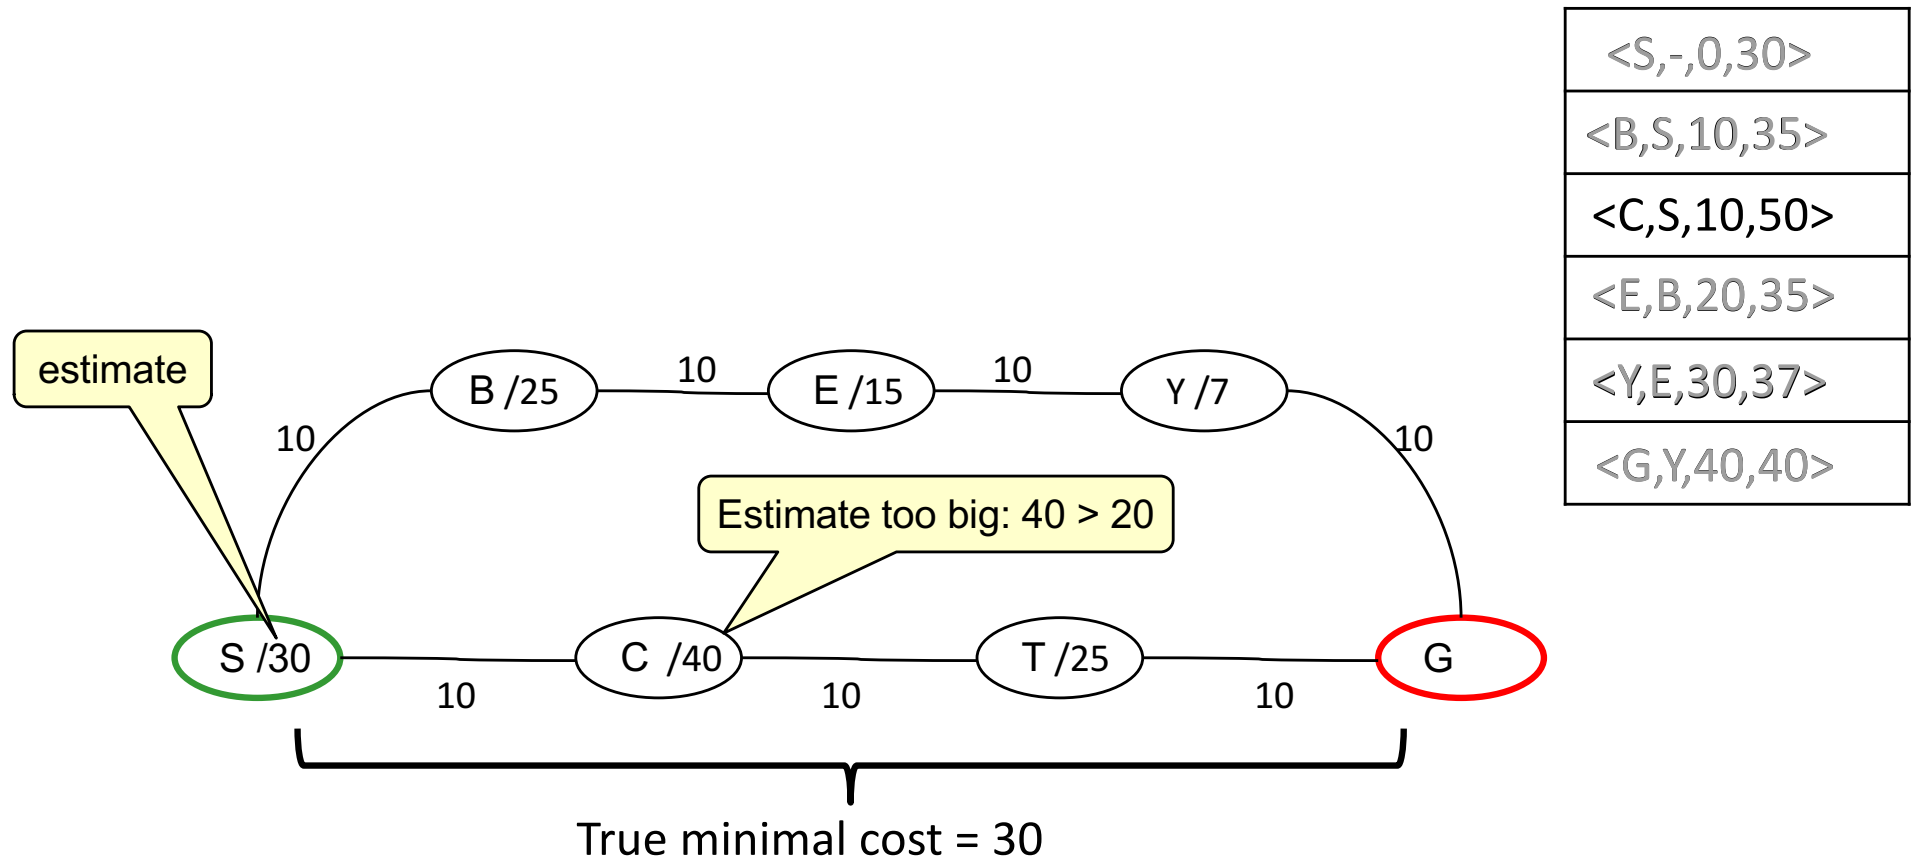 <S,-,0,30>
<B,S,10,35>
<C,S,10,50>
<E,B,20,35>
<Y,E,30,37>
<G,Y,40,40>
estimate
B /25
10
E /15
10
Y /7
10
10
Estimate too big: 40 > 20
S /30
10
C /40
10
T /25
10
G
True minimal cost = 30